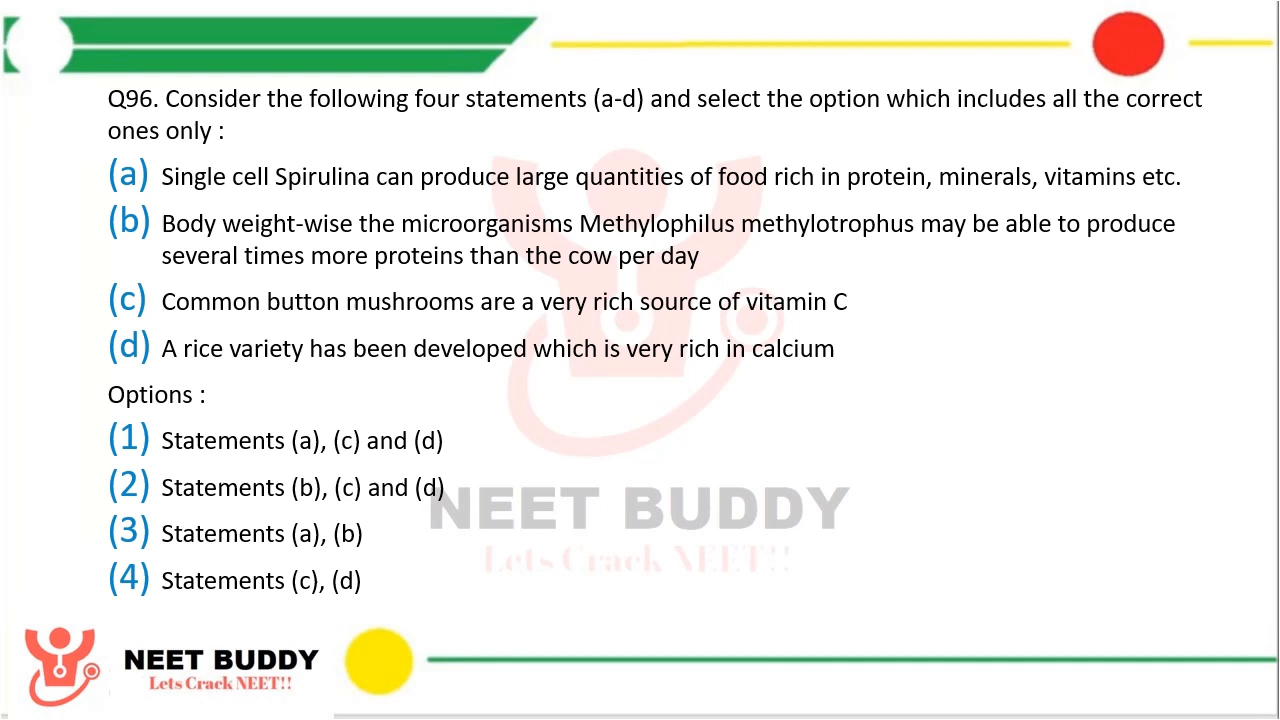 Q96. Consider the following four statements (a-d) and select the option which includes all the correct
ones only :
(a) Single cell Spirulina can produce large quantities of food rich in protein, minerals, vitamins etc.
(b) Body weight-wise the microorganisms Methylophilus methylotrophus may be able to produce
several times more proteins than the cow per day
(c) Common button mushrooms are a very rich source of vitamin C
(d) A rice variety has been developed which is very rich in calcium
Options :
(1) Statements (a), (c) and (d)
(2) Statements (b), (c) and (d)
(3) Statements (a), (b)
(4) Statements (c), (d)
NEET BUDDY
Lets Crack NEET!!
NEET BUDDY
Lets Crack NEET!!